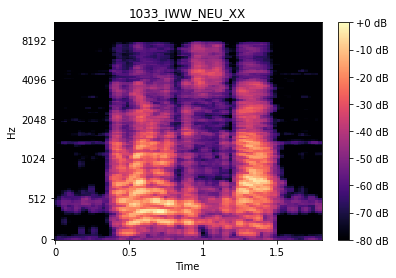 1033_IWW_NEU_XX
+0 dB
8192
-10 dB
4096
-20 dB
-30 dB
2048
Hz
-40 dB
1024
-50 dB
512
-60 dB
-70 dB
0
-80 dB
0
0.5
1
1.5
Time